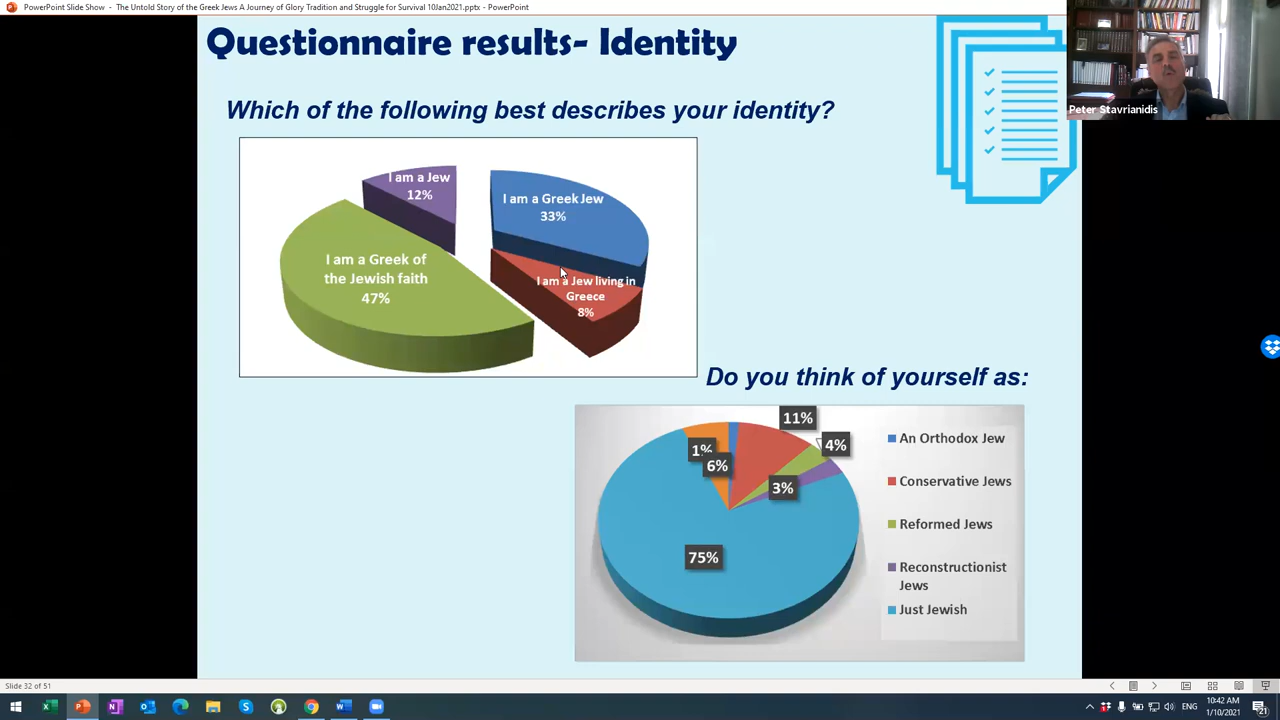 PowerPoint Slide Show - The Untold Story of the Greek Jews A Journey of Glory Tradition and Struggle for Survival 10Jan2021.pptx - PowerPoint
Questionnaire results- Identity
Peter Stavrianidis
Which of the following best describes your identity?
I am a Jew
12%
I am a Greek Jew
33%
I am a Greek of
the Jewish faith
47%
I am a Jew living in
Greece
8%
Do you think of yourself as:
11%
4%
1%
6%
3%
75%
An Orthodox Jew
Conservative Jews
Reformed Jews
Reconstructionist
Jews
Just Jewish
Slide 32 of 51
ENG
10:42 AM
1/10/2021
21